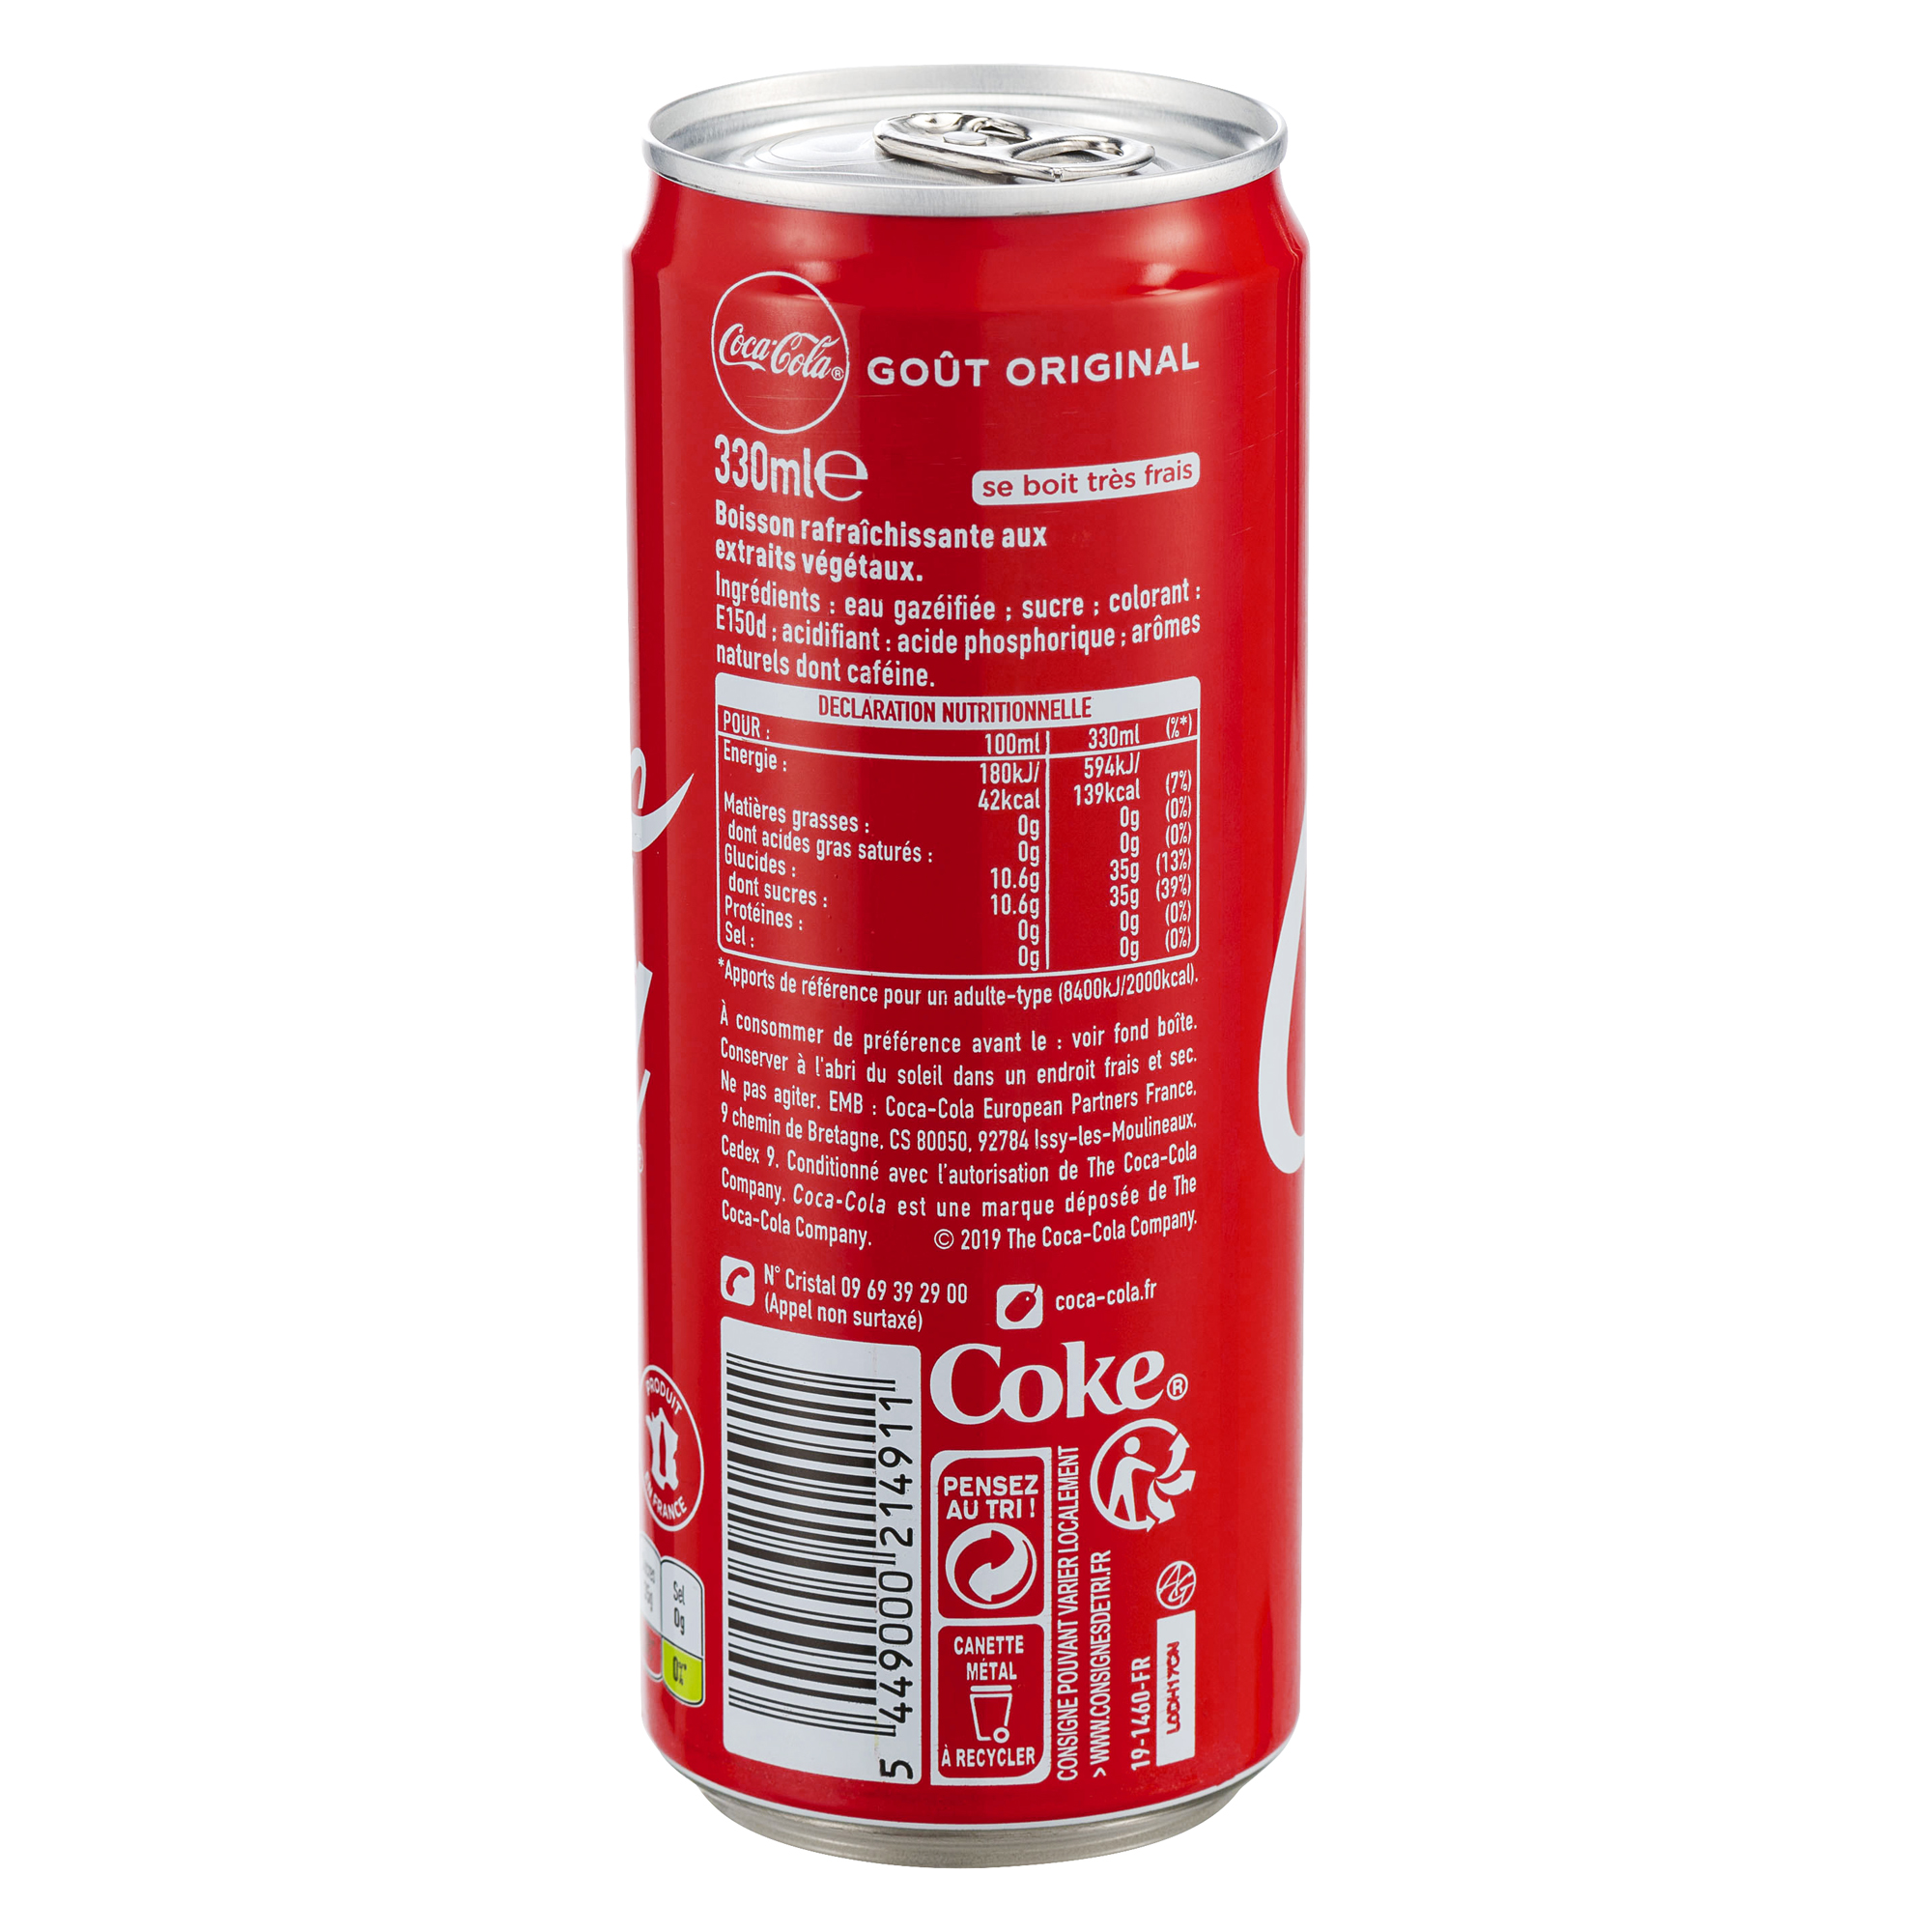 Coca-Cola®
GOÛT ORIGINAL
330ml℮
se boit très frais
Boisson rafraîchissante aux
extraits végétaux.
Ingrédients : eau gazéifiée ; sucre ; colorant :
E150d ; acidifiant : acide phosphorique ; arômes
naturels dont caféine.
DECLARATION NUTRITIONNELLE
POUR : 100ml 330ml (%*)
Energie : 180kJ/ 594kJ/
42kcal 139kcal (7%)
Matières grasses : 0g 0g (0%)
dont acides gras saturés : 0g 0g (0%)
Glucides : 10.6g 35g (13%)
dont sucres : 10.6g 35g (39%)
Protéines : 0g 0g (0%)
Sel : 0g 0g (0%)
*Apports de référence pour un adulte-type (8400kJ/2000kcal).
À consommer de préférence avant le : voir fond boîte.
Conserver à l'abri du soleil dans un endroit frais et sec.
Ne pas agiter. EMB : Coca-Cola European Partners France,
9 chemin de Bretagne, CS 80050, 92784 Issy-les-Moulineaux,
Cedex 9. Conditionné avec l'autorisation de The Coca-Cola
Company. Coca-Cola est une marque déposée de The
Coca-Cola Company. © 2019 The Coca-Cola Company.
N° Cristal 09 69 39 29 00
(Appel non surtaxé)
coca-cola.fr
Coke®
5 449000 214911
PENSEZ
AU TRI !
CANETTE
MÉTAL
À RECYCLER
CONSIGNE POUVANT VARIER LOCALEMENT
> WWW.CONSIGNESDETRI.FR
19-1460-FR
PRODUIT
EN FRANCE
Sel
0g
0%*